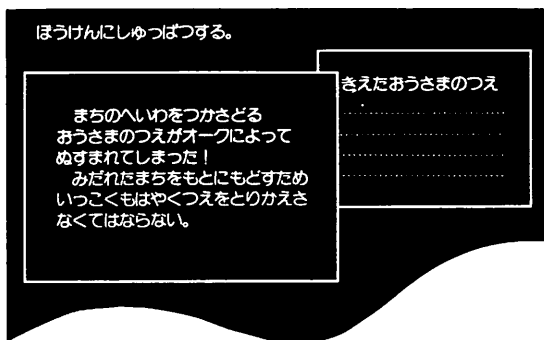 ぼうけんにしゅっぱつする。
きえたおうさまのつえ
まちのへいわをつかさどる
おうさまのつえがオークによって
ぬすまれてしまった！
みだれたまちをもとにもどすため
いっこくもはやくつえをとりかえさ
なくてはならない。